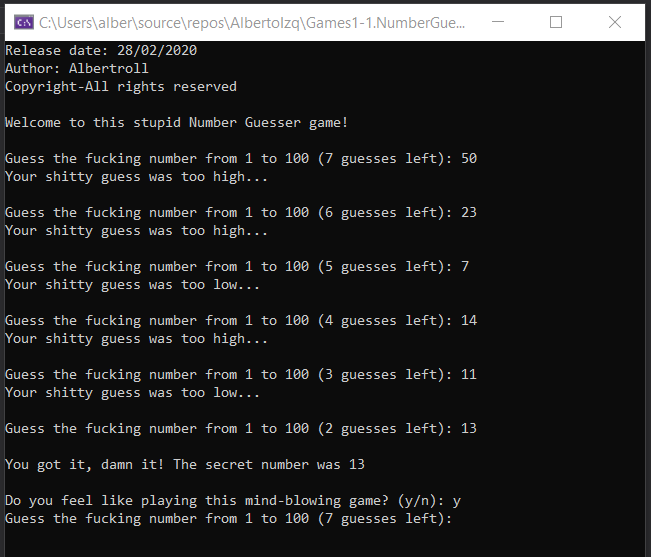 C:\Users\alber\source\repos\AlbertoIzq\Games1-1.NumberGue...
Release date: 28/02/2020
Author: Albertroll
Copyright-All rights reserved
Welcome to this stupid Number Guesser game!
Guess the fucking number from 1 to 100 (7 guesses left): 50
Your shitty guess was too high...
Guess the fucking number from 1 to 100 (6 guesses left): 23
Your shitty guess was too high...
Guess the fucking number from 1 to 100 (5 guesses left): 7
Your shitty guess was too low...
Guess the fucking number from 1 to 100 (4 guesses left): 14
Your shitty guess was too high...
Guess the fucking number from 1 to 100 (3 guesses left): 11
Your shitty guess was too low...
Guess the fucking number from 1 to 100 (2 guesses left): 13
You got it, damn it! The secret number was 13
Do you feel like playing this mind-blowing game? (y/n): y
Guess the fucking number from 1 to 100 (7 guesses left):